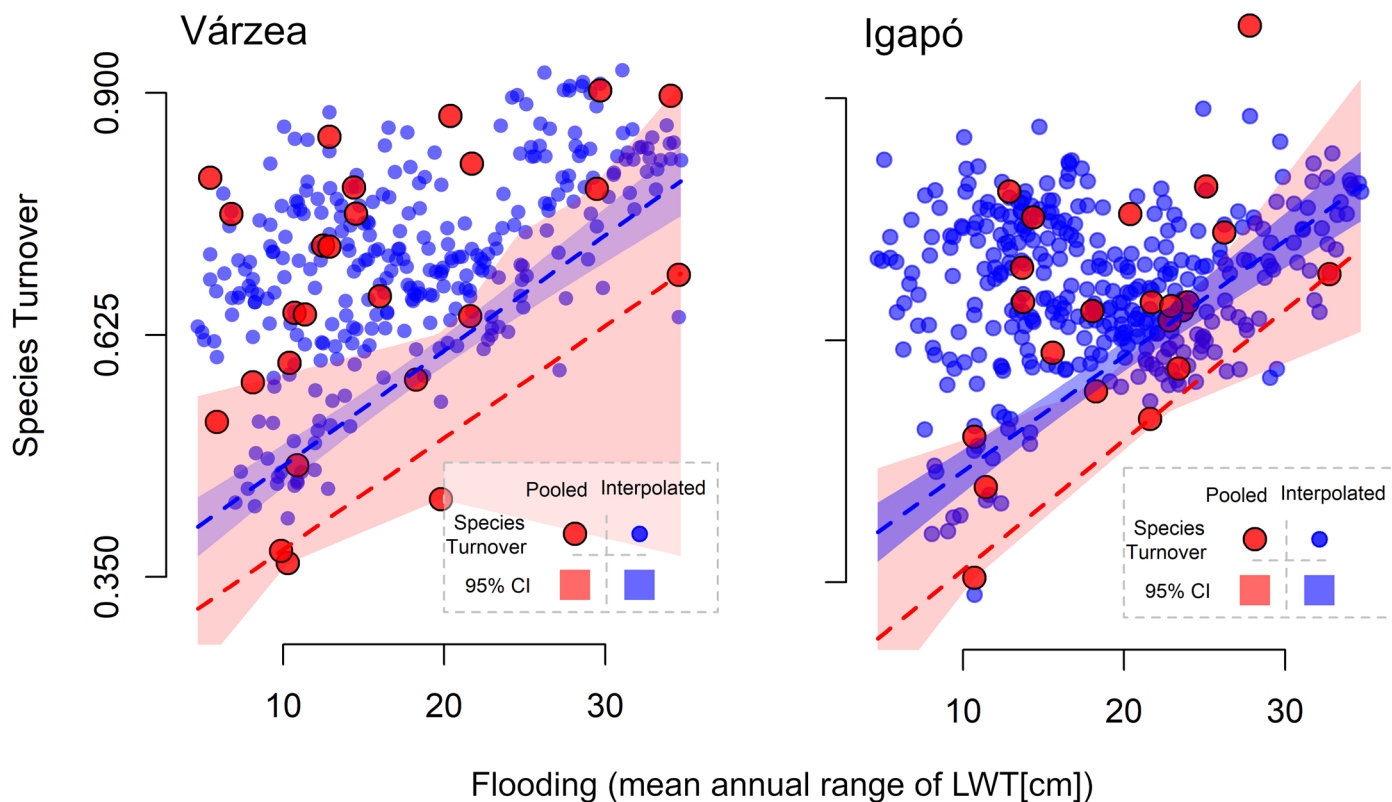 Várzea
Igapó
Species Turnover
0.900
0.625
0.350
Pooled Interpolated
Species
Turnover
95% CI
Pooled Interpolated
Species
Turnover
95% CI
10 20 30
10 20 30
Flooding (mean annual range of LWT[cm])